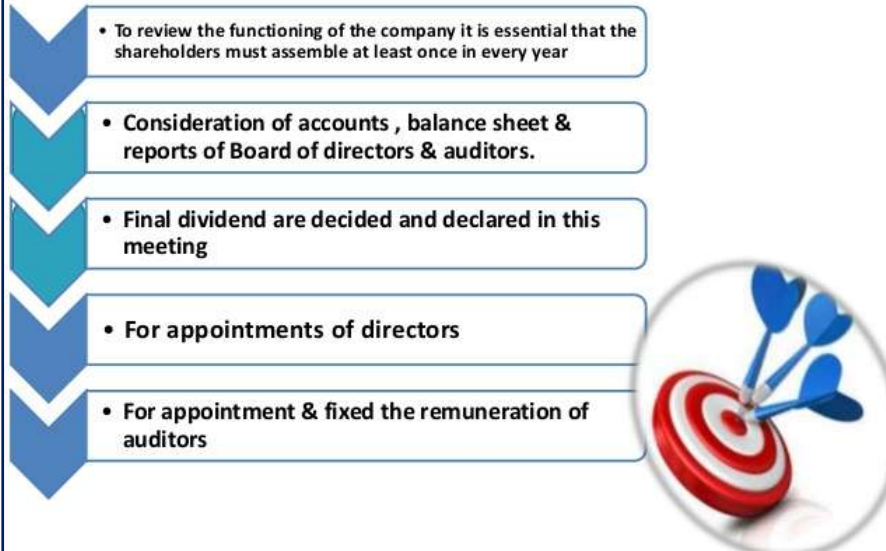 • To review the functioning of the company it is essential that the
shareholders must assemble at least once in every year
• Consideration of accounts , balance sheet &
reports of Board of directors & auditors.
• Final dividend are decided and declared in this
meeting
• For appointments of directors
• For appointment & fixed the remuneration of
auditors